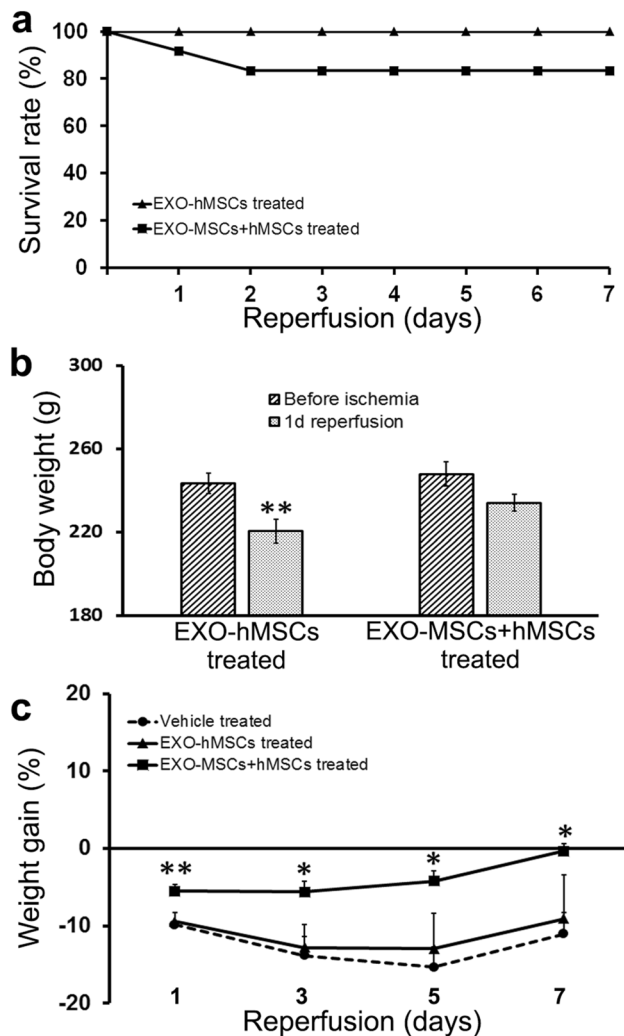 a
Survival rate (%)
100
80
60
40
20
0
EXO-hMSCs treated
EXO-MSCs+hMSCs treated
1 2 3 4 5 6 7
Reperfusion (days)
b
Body weight (g)
300
260
220
180
Before ischemia
1d reperfusion
**
EXO-hMSCs
treated
EXO-MSCs+hMSCs
treated
c
Weight gain (%)
20
10
0
-10
-20
Vehicle treated
EXO-hMSCs treated
EXO-MSCs+hMSCs treated
** * * *
1 3 5 7
Reperfusion (days)